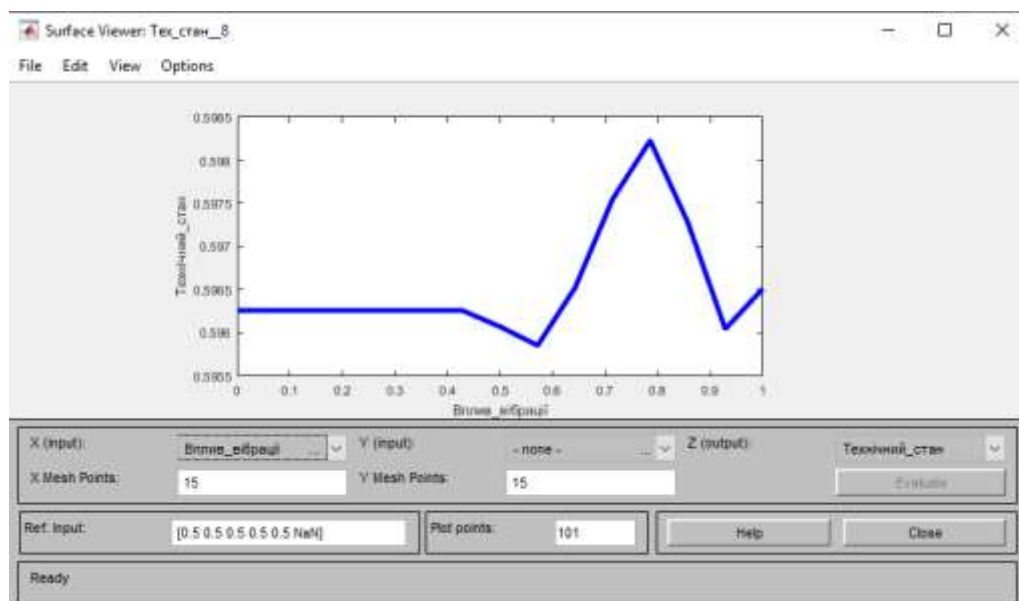 Surface Viewer: Тех_стан__8
File Edit View Options
0.5985
0.598
0.5975
0.597
0.5965
0.596
0.5955
Технічний_стан
0 0.1 0.2 0.3 0.4 0.5 0.6 0.7 0.8 0.9 1
Вплив_вібрації
X (input): Вплив_вібрації ... Y (input): - none - ... Z (output): Технічний_стан
X Mesh Points: 15 Y Mesh Points: 15 Evaluate
Ref. Input: [0.5 0.5 0.5 0.5 0.5 NaN] Plot points: 101 Help Close
Ready